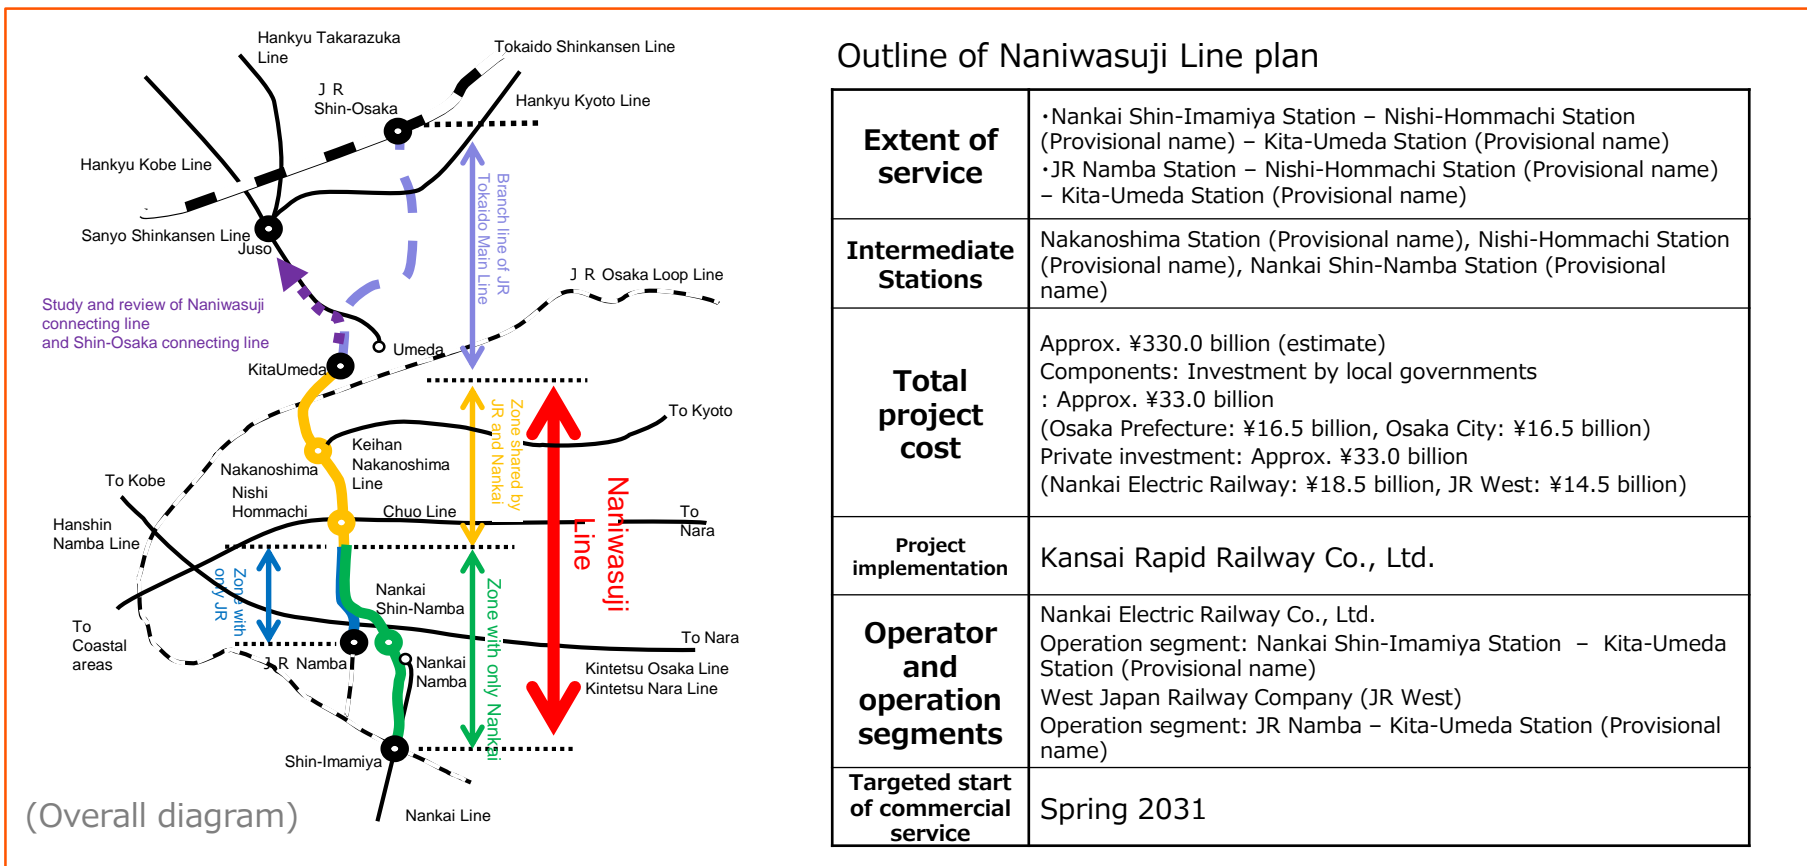 Hankyu Takarazuka
Line
Tokaido Shinkansen Line
J R
Shin-Osaka
Hankyu Kyoto Line
Hankyu Kobe Line
Branch line of JR
Tokaido Main Line
Sanyo Shinkansen Line
Juso
J R Osaka Loop Line
Study and review of Naniwasuji
connecting line
and Shin-Osaka connecting line
Umeda
KitaUmeda
Zone shared by
JR and Nankai
To Kyoto
Keihan
Nakanoshima
Line
Nakanoshima
To Kobe
Nishi
Hommachi
Chuo Line
To
Nara
Hanshin
Namba Line
Naniwasuji
Line
Zone with
only JR
Nankai
Shin-Namba
Zone with only Nankai
To
Coastal
areas
To Nara
J R Namba
Nankai
Namba
Kintetsu Osaka Line
Kintetsu Nara Line
Shin-Imamiya
Nankai Line
(Overall diagram)
Outline of Naniwasuji Line plan
Extent of
service
・Nankai Shin-Imamiya Station – Nishi-Hommachi Station
(Provisional name) – Kita-Umeda Station (Provisional name)
・JR Namba Station – Nishi-Hommachi Station (Provisional name)
– Kita-Umeda Station (Provisional name)
Intermediate
Stations
Nakanoshima Station (Provisional name), Nishi-Hommachi Station
(Provisional name), Nankai Shin-Namba Station (Provisional
name)
Total
project
cost
Approx. ¥330.0 billion (estimate)
Components: Investment by local governments
: Approx. ¥33.0 billion
(Osaka Prefecture: ¥16.5 billion, Osaka City: ¥16.5 billion)
Private investment: Approx. ¥33.0 billion
(Nankai Electric Railway: ¥18.5 billion, JR West: ¥14.5 billion)
Project
implementation
Kansai Rapid Railway Co., Ltd.
Operator
and
operation
segments
Nankai Electric Railway Co., Ltd.
Operation segment: Nankai Shin-Imamiya Station – Kita-Umeda
Station (Provisional name)
West Japan Railway Company (JR West)
Operation segment: JR Namba – Kita-Umeda Station (Provisional
name)
Targeted start
of commercial
service
Spring 2031